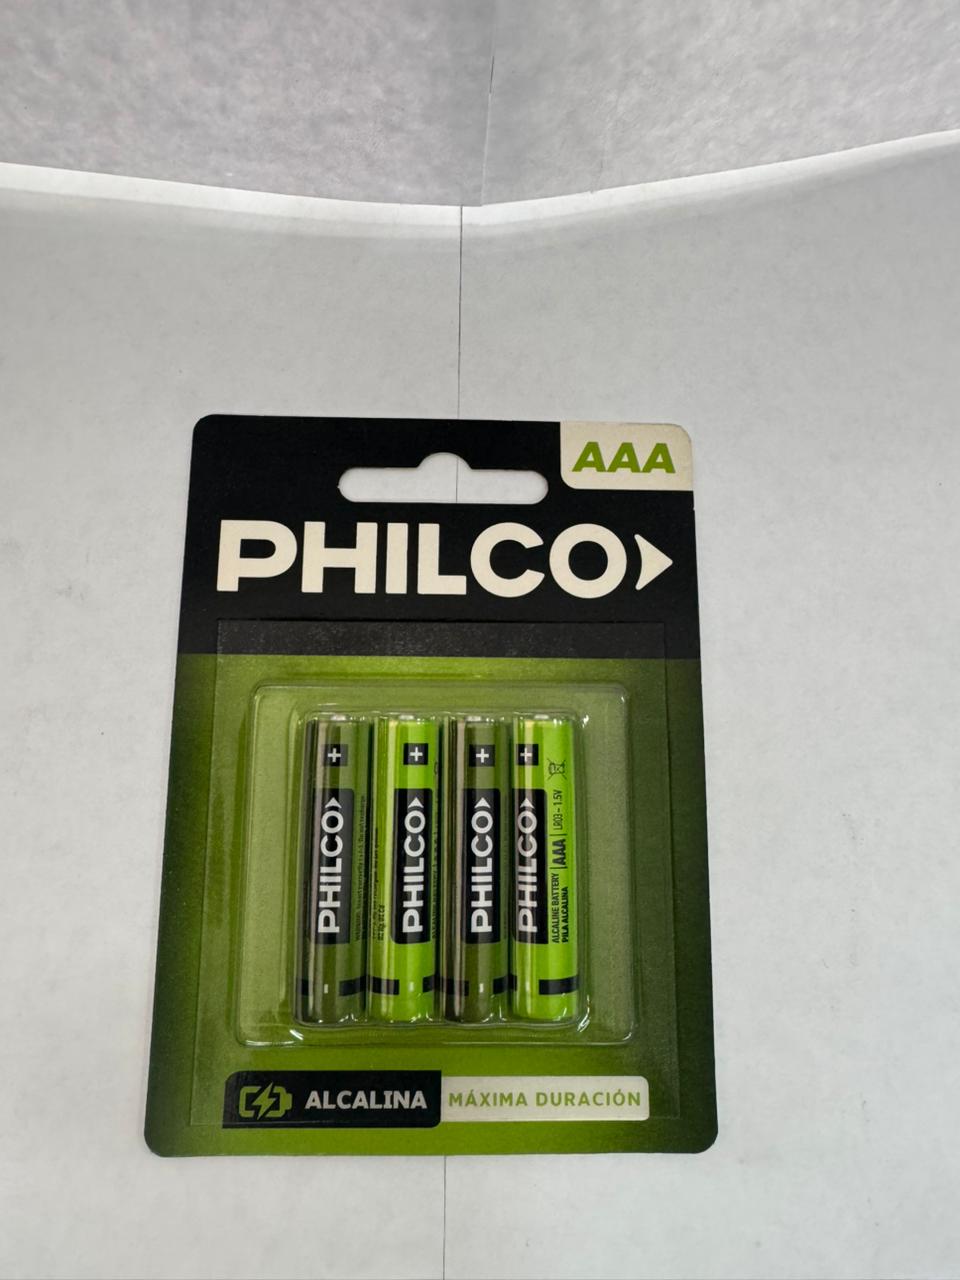 AAA
PHILCO
+
+
+
+
PHILCO
PHILCO
PHILCO
PHILCO
ALCALINE BATTERY
PILA ALCALINA
AAA
LR03 – 1.5V
-
-
-
-
ALCALINA
MÁXIMA DURACIÓN